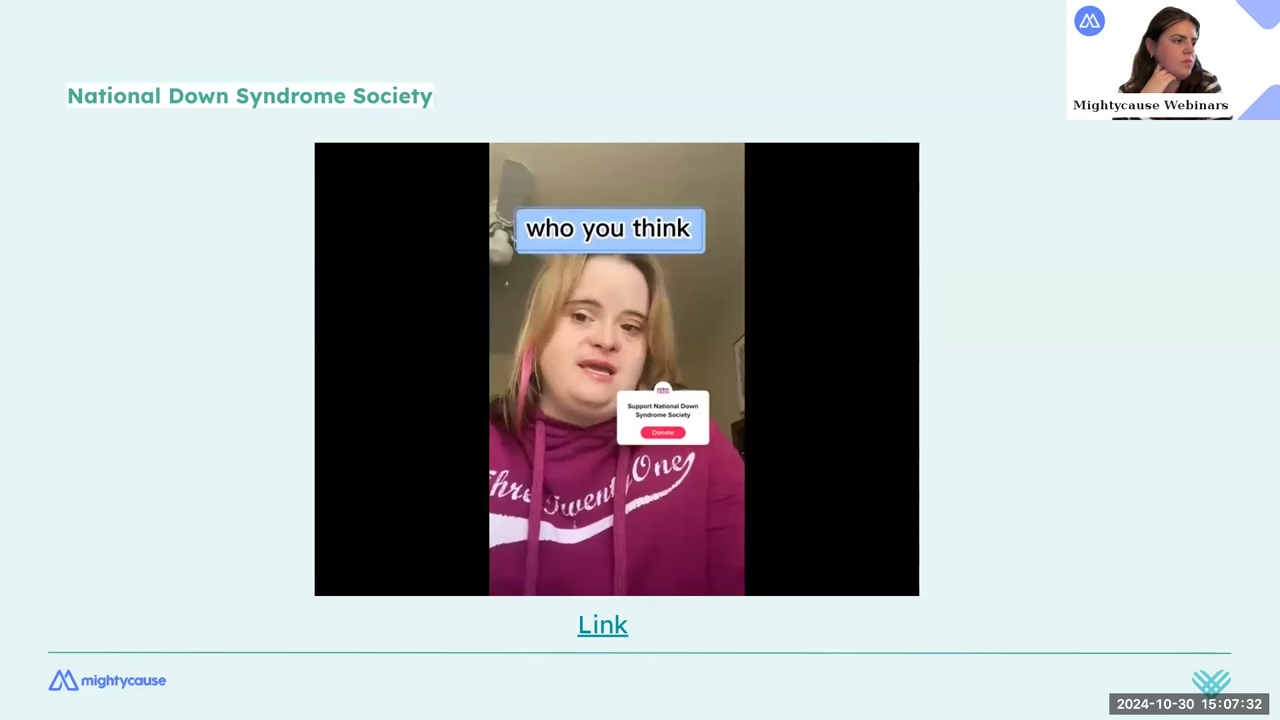 Mightycause Webinars
National Down Syndrome Society
who you think
Support National Down
Syndrome Society
Donate
Three Twenty One
Link
mightycause
2024-10-30 15:07:32